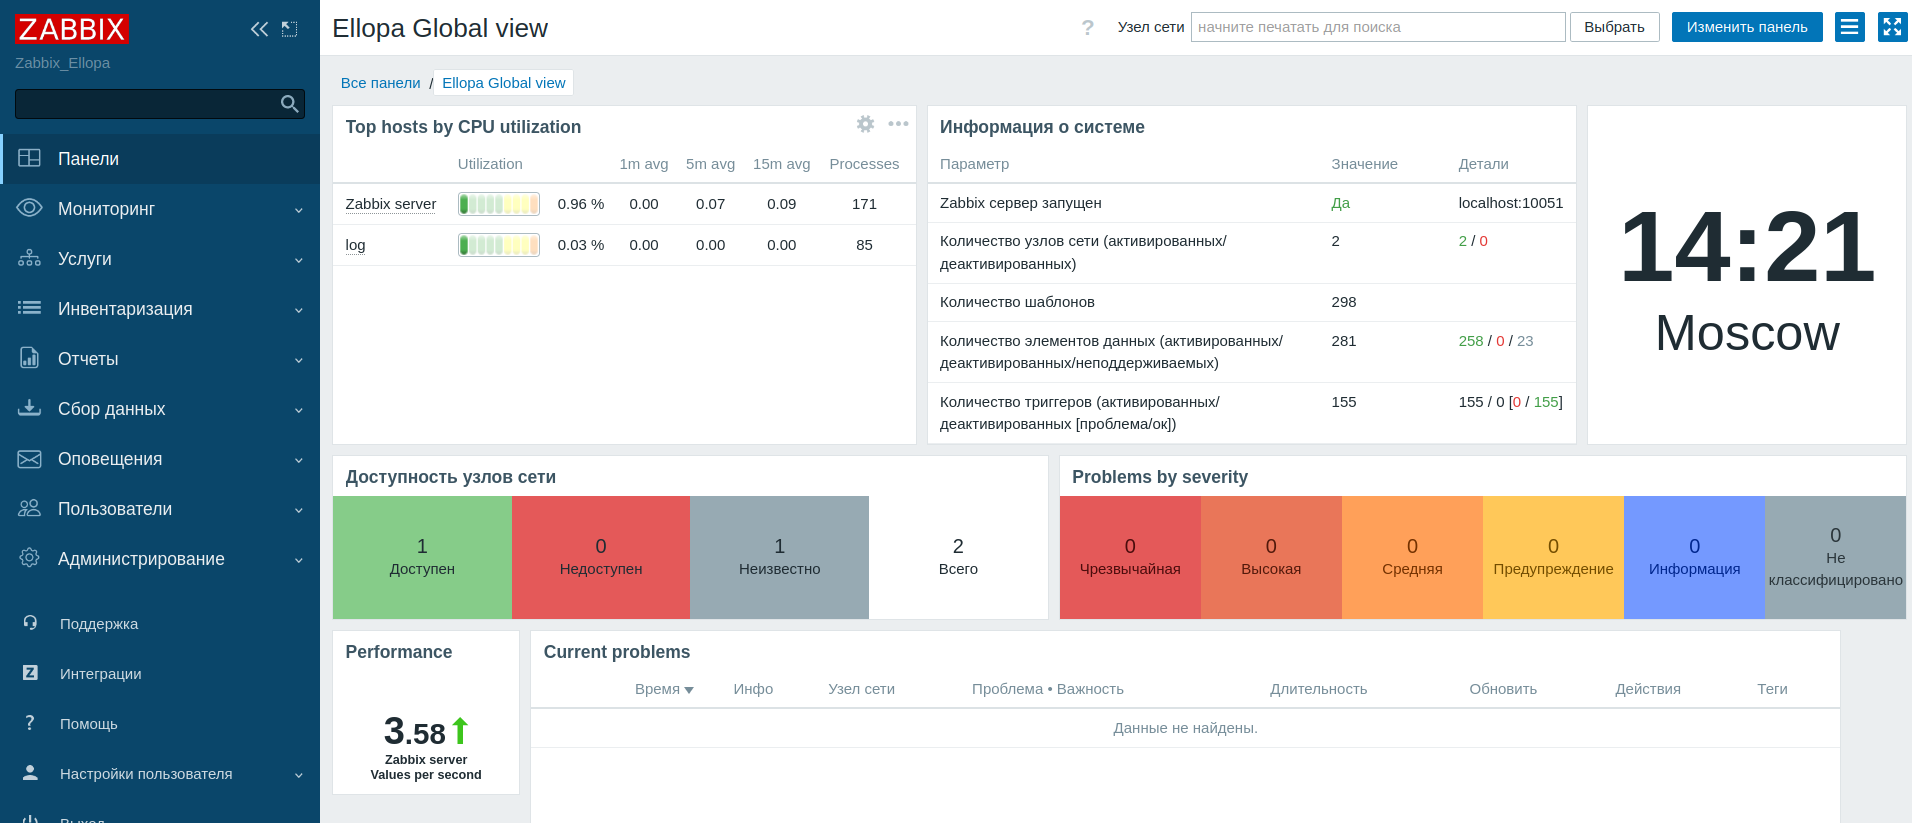 ZABBIX
Zabbix_Ellopa
Панели
Мониторинг
Услуги
Инвентаризация
Отчеты
Сбор данных
Оповещения
Пользователи
Администрирование
Поддержка
Z Интеграции
? Помощь
Настройки пользователя
Выход
Ellopa Global view
? Узел сети начните печатать для поиска Выбрать Изменить панель
Все панели / Ellopa Global view
Top hosts by CPU utilization
Utilization 1m avg 5m avg 15m avg Processes
Zabbix server 0.96 % 0.00 0.07 0.09 171
log 0.03 % 0.00 0.00 0.00 85
Информация о системе
Параметр Значение Детали
Zabbix сервер запущен Да localhost:10051
Количество узлов сети (активированных/ 2 2 / 0
деактивированных)
Количество шаблонов 298
Количество элементов данных (активированных/ 281 258 / 0 / 23
деактивированных/неподдерживаемых)
Количество триггеров (активированных/ 155 155 / 0 [0 / 155]
деактивированных [проблема/ок])
14:21
Moscow
Доступность узлов сети
1 0 1 2
Доступен Недоступен Неизвестно Всего
Problems by severity
0 0 0 0 0 0
Чрезвычайная Высокая Средняя Предупреждение Информация Не
классифицировано
Performance
3.58
Zabbix server
Values per second
Current problems
Время Инфо Узел сети Проблема • Важность Длительность Обновить Действия Теги
Данные не найдены.